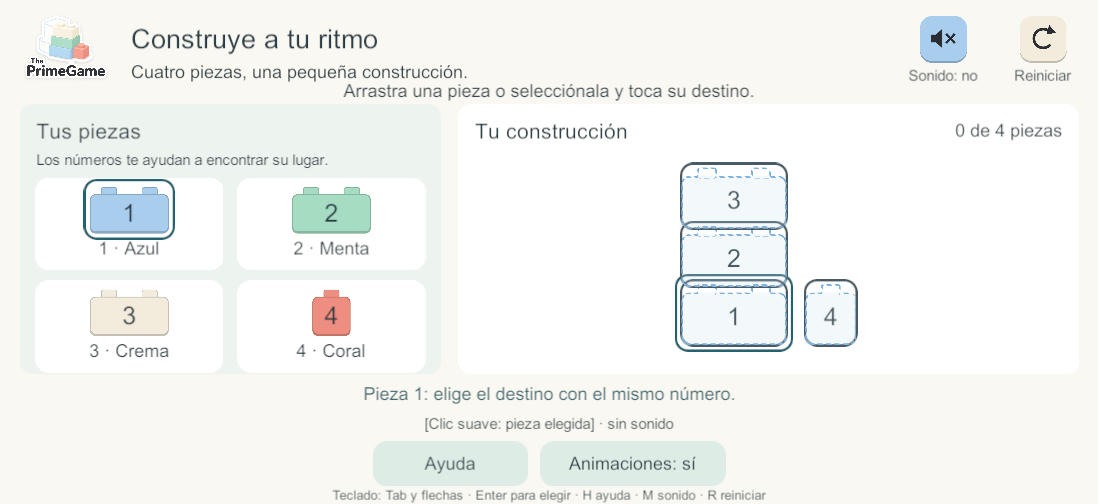 The
PrimeGame
Construye a tu ritmo
Cuatro piezas, una pequeña construcción.
Sonido: no
Reiniciar
Arrastra una pieza o selecciónala y toca su destino.
Tus piezas
Los números te ayudan a encontrar su lugar.
1
1 · Azul
2
2 · Menta
3
3 · Crema
4
4 · Coral
Tu construcción
0 de 4 piezas
3
2
1
4
Pieza 1: elige el destino con el mismo número.
[Clic suave: pieza elegida] · sin sonido
Ayuda
Animaciones: sí
Teclado: Tab y flechas · Enter para elegir · H ayuda · M sonido · R reiniciar